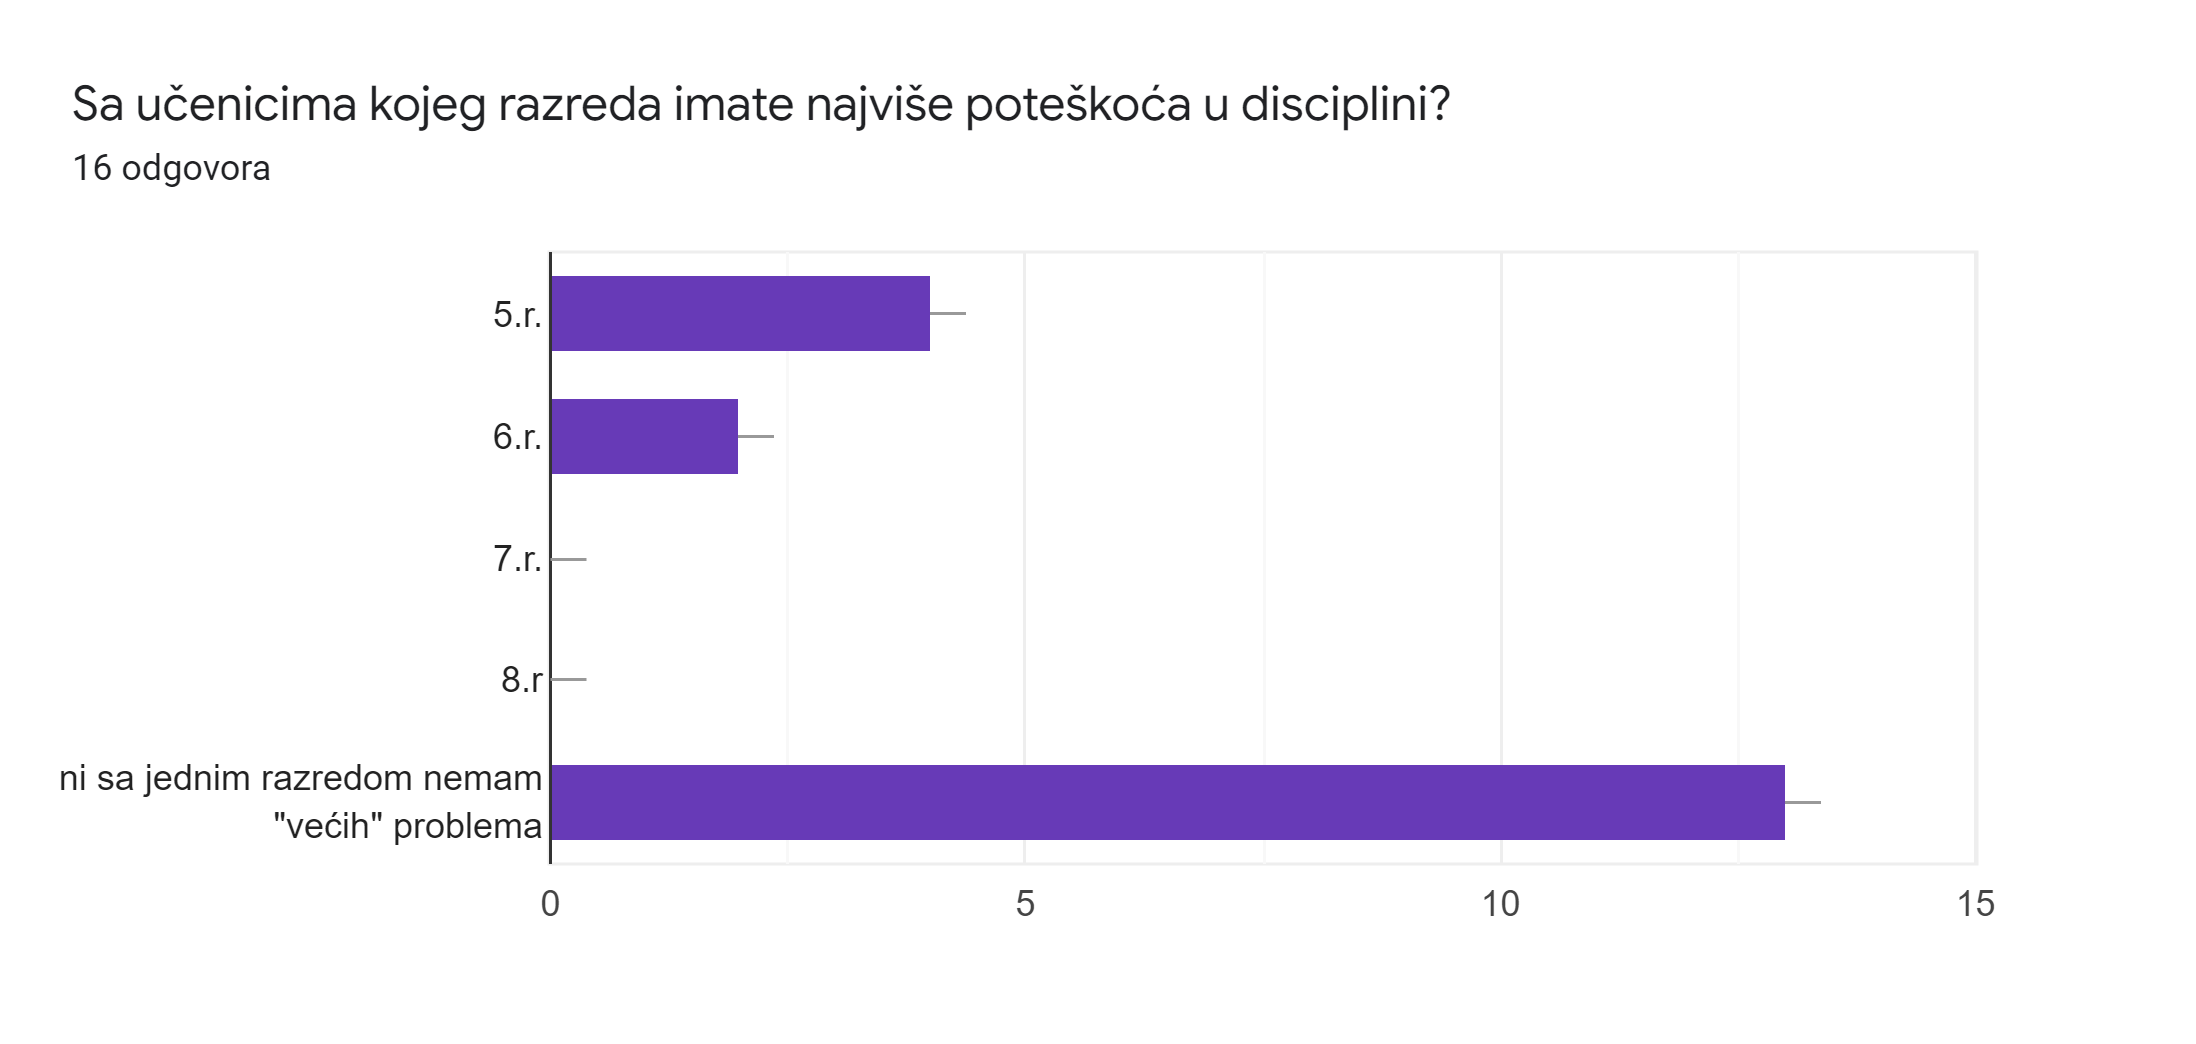 Sa učenicima kojeg razreda imate najviše poteškoća u disciplini?
16 odgovora
5.r.
6.r.
7.r.
8.r
ni sa jednim razredom nemam
"većih" problema
0 5 10 15